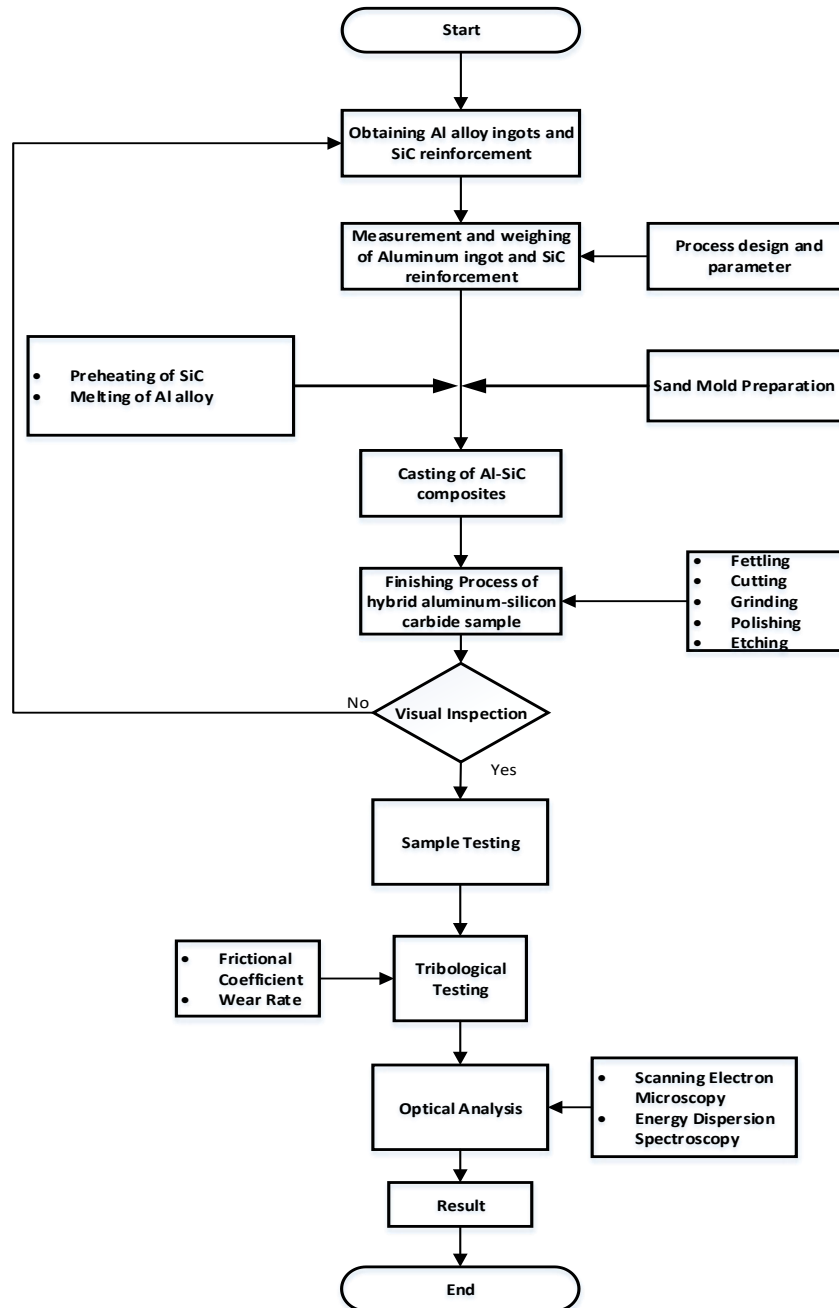 Start
Obtaining Al alloy ingots and
SiC reinforcement
Measurement and weighing
of Aluminum ingot and SiC
reinforcement
Process design and
parameter
• Preheating of SiC
• Melting of Al alloy
Sand Mold Preparation
Casting of Al-SiC
composites
Finishing Process of
hybrid aluminum-silicon
carbide sample
• Fettling
• Cutting
• Grinding
• Polishing
• Etching
No
Visual Inspection
Yes
Sample Testing
• Frictional
Coefficient
• Wear Rate
Tribological
Testing
Optical Analysis
• Scanning Electron
Microscopy
• Energy Dispersion
Spectroscopy
Result
End